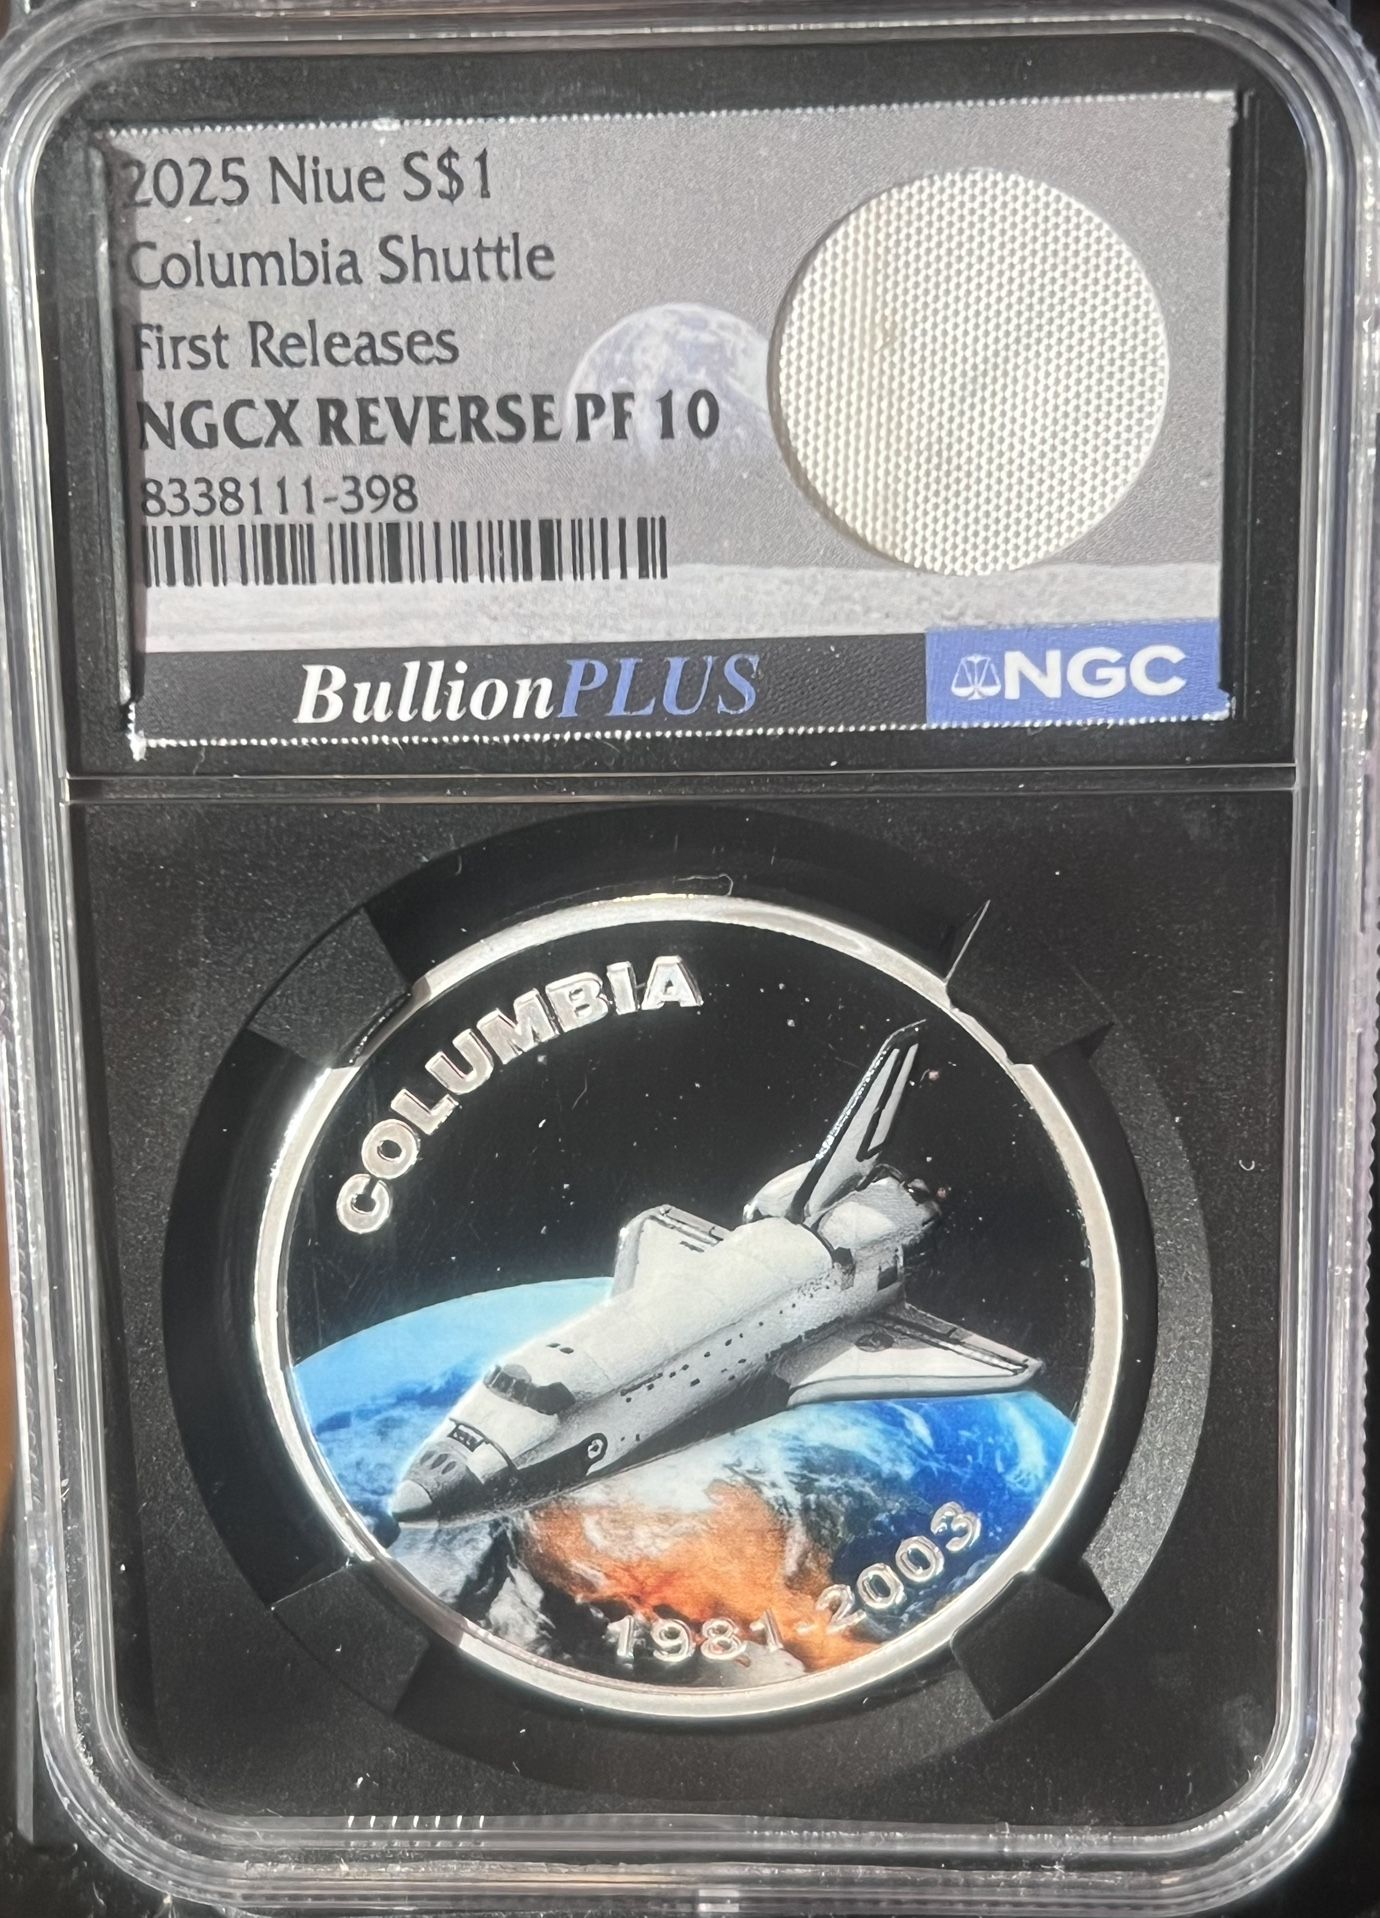 2025 Niue S$1
Columbia Shuttle
First Releases
NGCX REVERSE PF 10
8338111-398
BullionPLUS
NGC
COLUMBIA
1981-2003